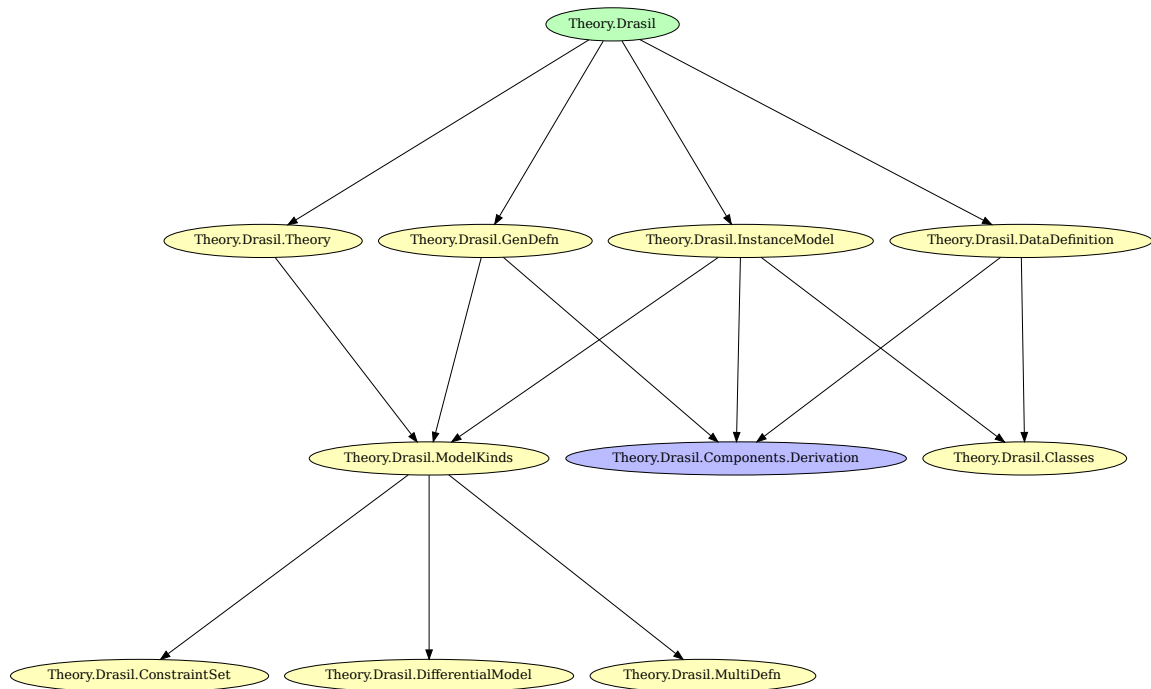 Theory.Drasil
Theory.Drasil.Theory
Theory.Drasil.GenDefn
Theory.Drasil.InstanceModel
Theory.Drasil.DataDefinition
Theory.Drasil.ModelKinds
Theory.Drasil.Components.Derivation
Theory.Drasil.Classes
Theory.Drasil.ConstraintSet
Theory.Drasil.DifferentialModel
Theory.Drasil.MultiDefn